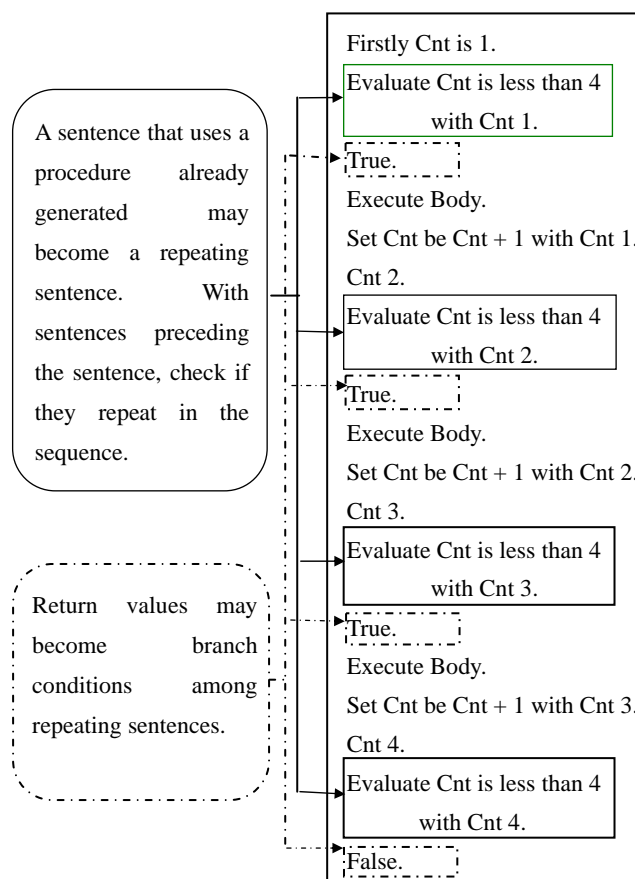 A sentence that uses a
procedure already
generated may
become a repeating
sentence. With
sentences preceding
the sentence, check if
they repeat in the
sequence.
Return values may
become branch
conditions among
repeating sentences.
Firstly Cnt is 1.
Evaluate Cnt is less than 4
with Cnt 1.
True.
Execute Body.
Set Cnt be Cnt + 1 with Cnt 1.
Cnt 2.
Evaluate Cnt is less than 4
with Cnt 2.
True.
Execute Body.
Set Cnt be Cnt + 1 with Cnt 2.
Cnt 3.
Evaluate Cnt is less than 4
with Cnt 3.
True.
Execute Body.
Set Cnt be Cnt + 1 with Cnt 3.
Cnt 4.
Evaluate Cnt is less than 4
with Cnt 4.
False.